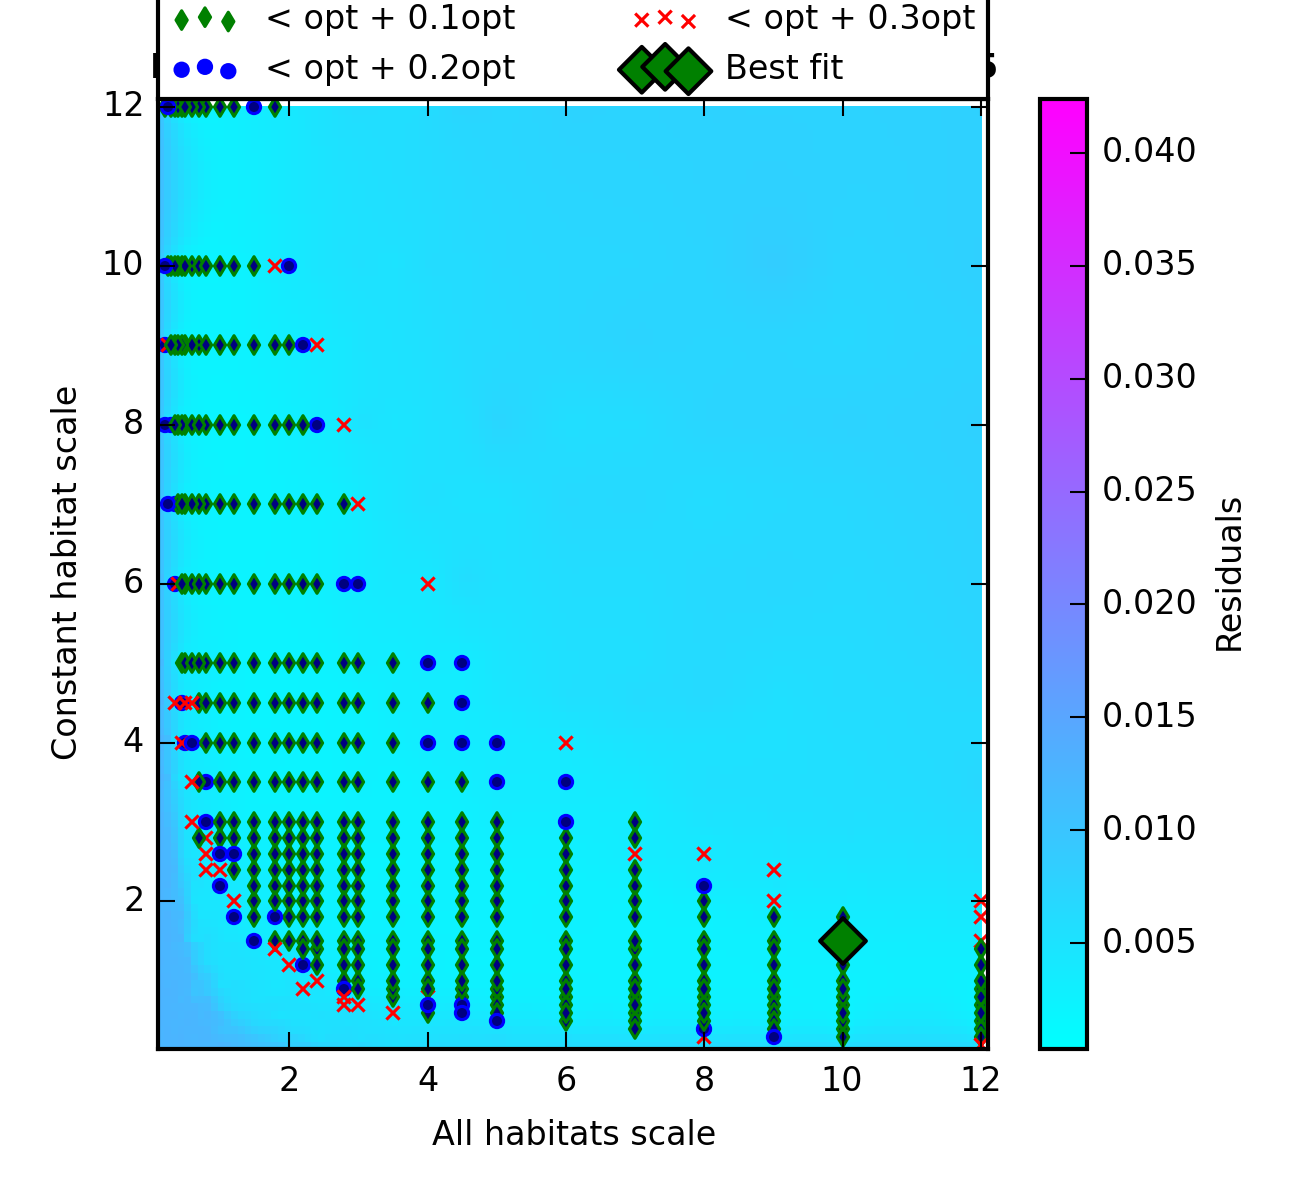 < opt + 0.1opt
< opt + 0.3opt
< opt + 0.2opt
Best fit
12
10
8
6
4
2
Constant habitat scale
2
4
6
8
10
12
All habitats scale
0.040
0.035
0.030
0.025
0.020
0.015
0.010
0.005
Residuals